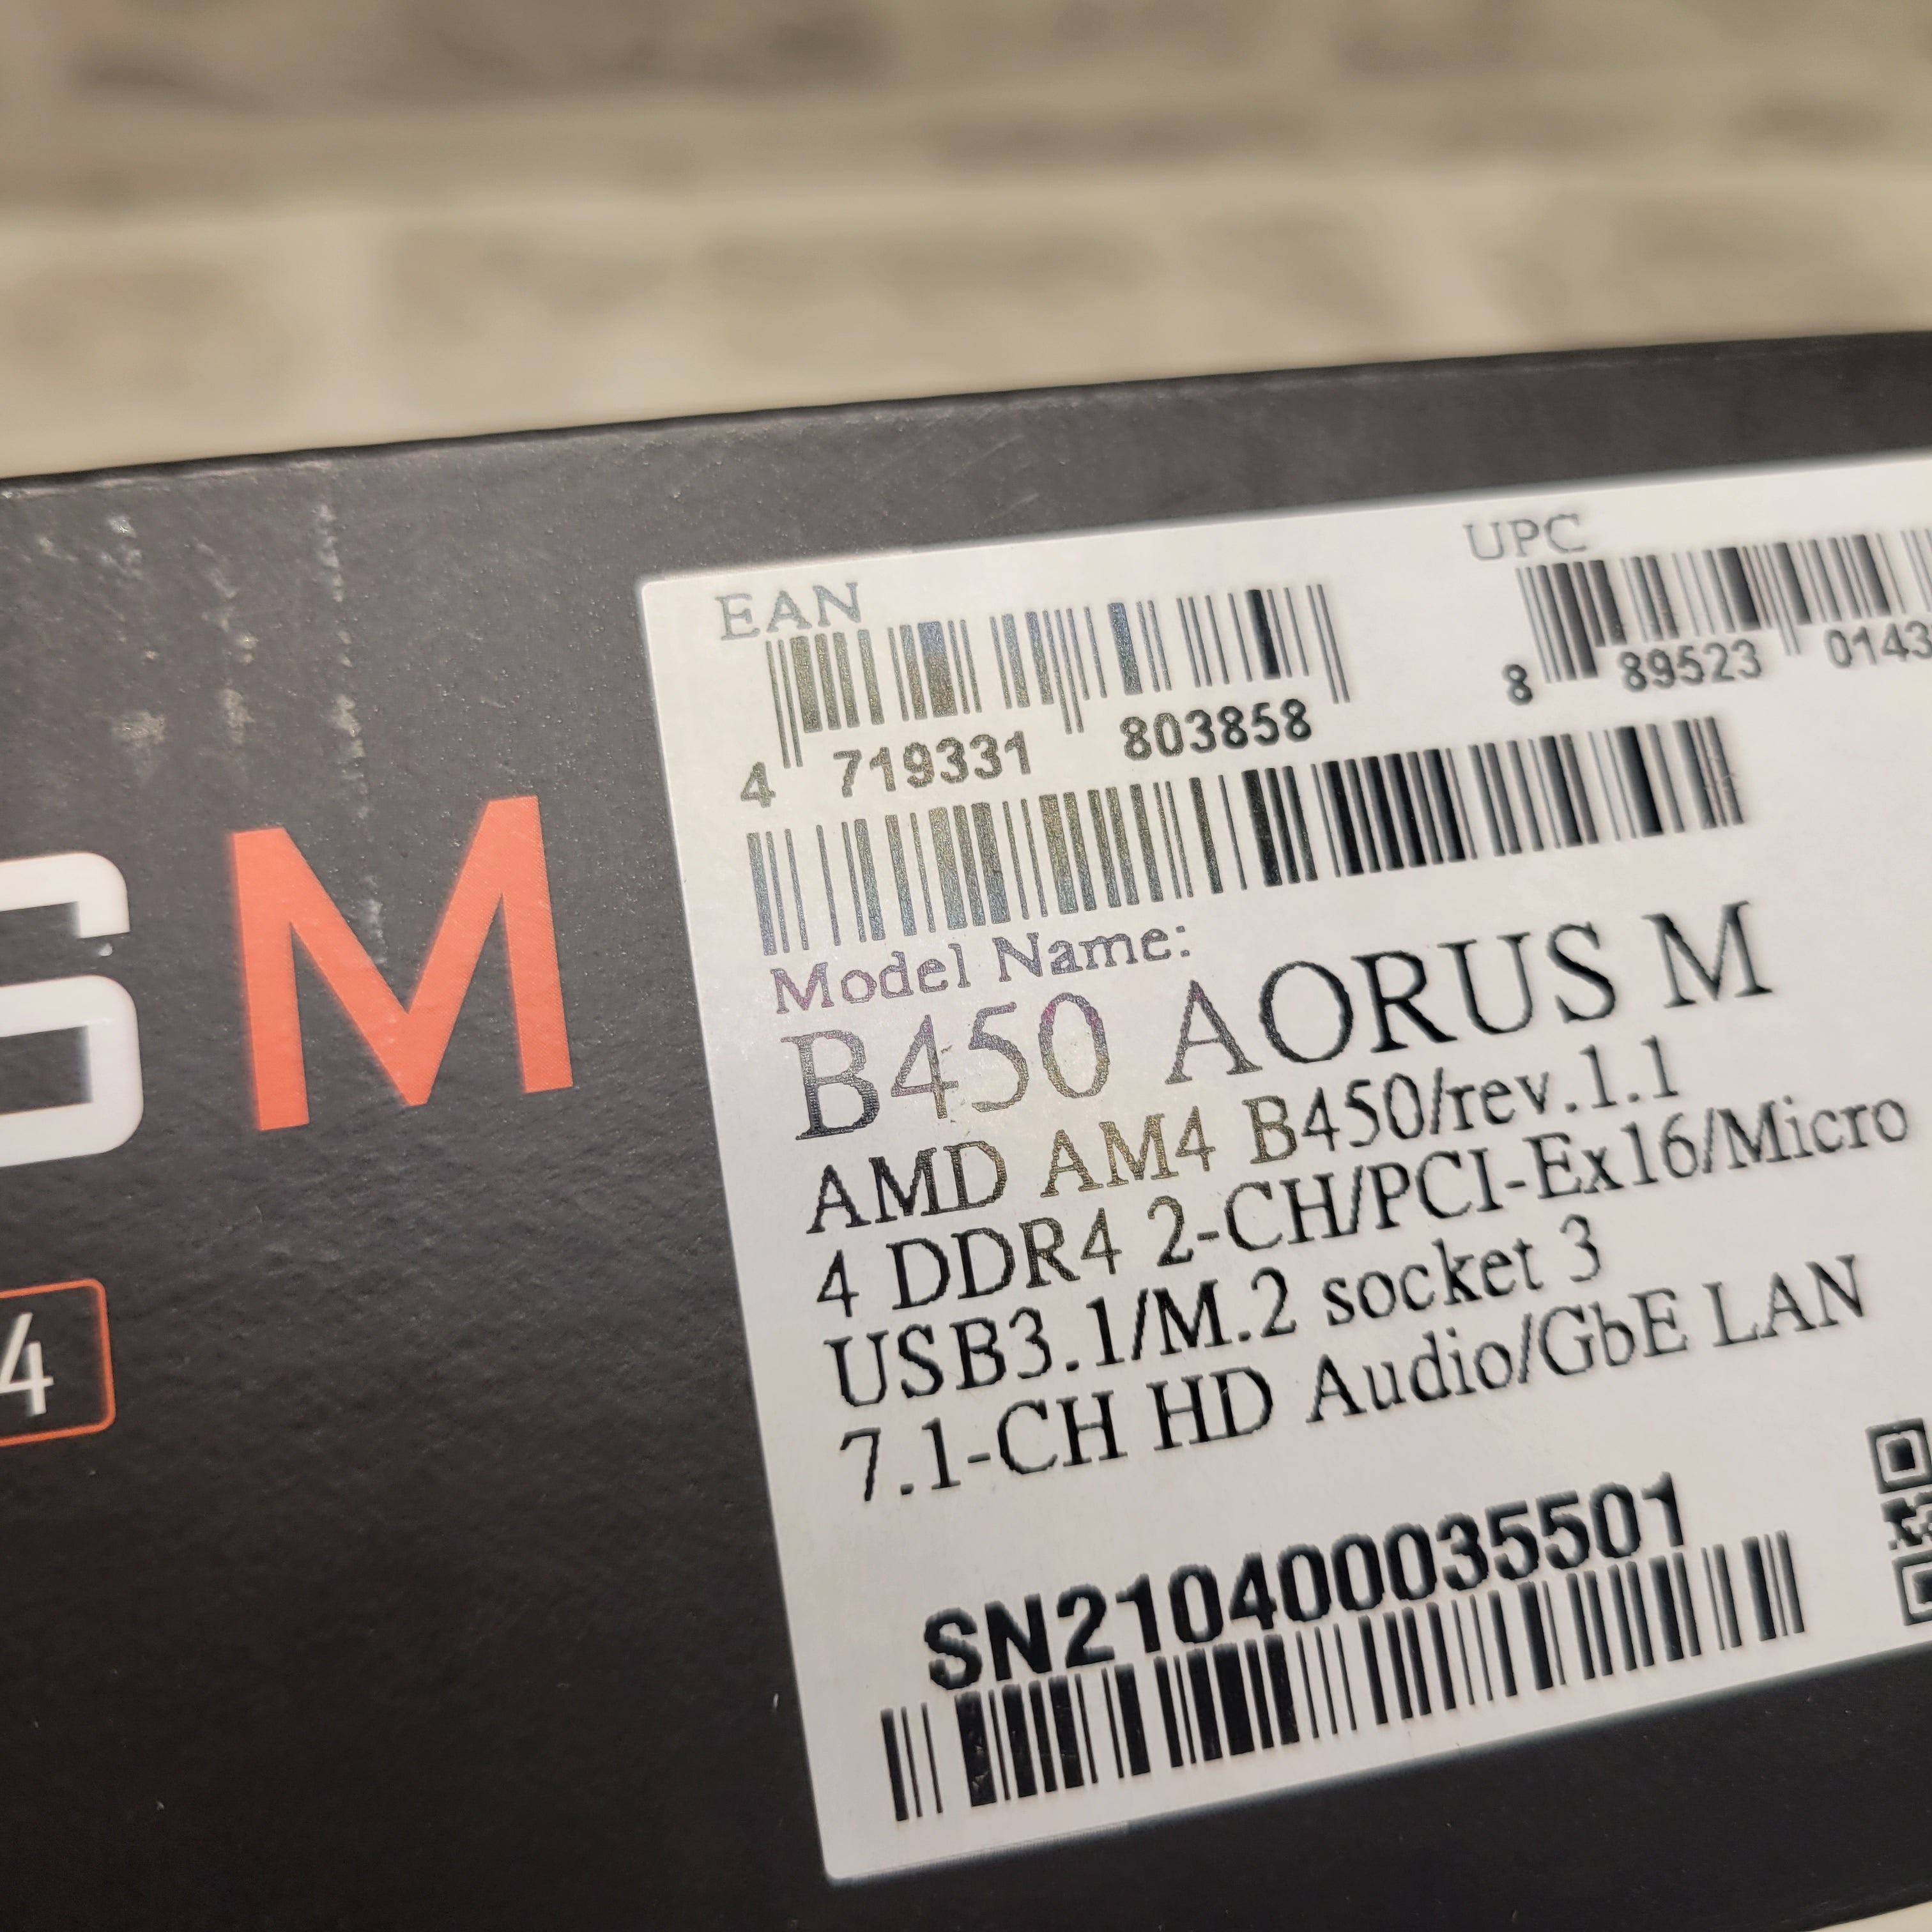 EAN
UPC
4 719331 803858
8 89523 0143
Model Name:
B450 AORUS M
AMD AM4 B450/rev.1.1
4 DDR4 2-CH/PCI-Ex16/Micro
USB3.1/M.2 socket 3
7.1-CH HD Audio/GbE LAN
SN210400035501
S M
4